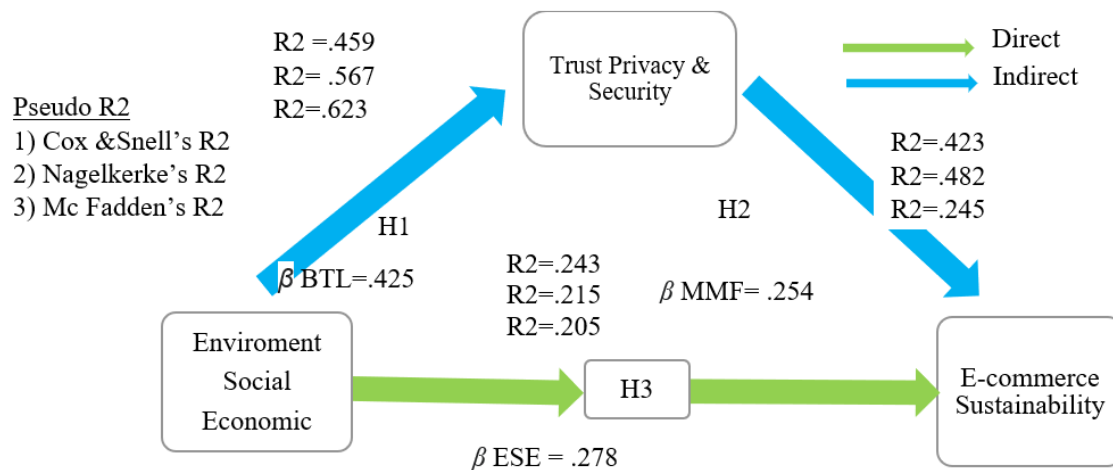 R2 =.459
R2= .567
R2=.623
Trust Privacy &
Security
Direct
Indirect
Pseudo R2
1) Cox &Snell’s R2
2) Nagelkerke’s R2
3) Mc Fadden’s R2
R2=.423
R2=.482
R2=.245
H1
H2
β BTL=.425
R2=.243
R2=.215
R2=.205
β MMF= .254
Enviroment
Social
Economic
H3
E-commerce
Sustainability
β ESE = .278